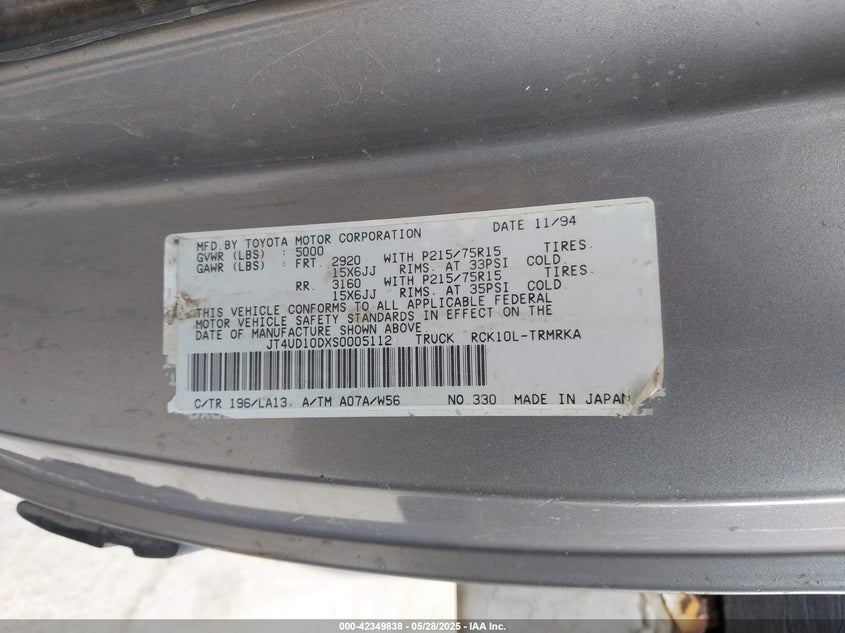 MFD. BY TOYOTA MOTOR CORPORATION DATE 11/94
GVWR (LBS) : 5000
GAWR (LBS) : FRT. 2920 WITH P215/75R15 TIRES.
15X6JJ RIMS. AT 33PSI COLD.
RR. 3160 WITH P215/75R15 TIRES.
15X6JJ RIMS. AT 35PSI COLD.
THIS VEHICLE CONFORMS TO ALL APPLICABLE FEDERAL
MOTOR VEHICLE SAFETY STANDARDS IN EFFECT ON THE
DATE OF MANUFACTURE SHOWN ABOVE.
JT4UD10DXS0005112 TRUCK RCK10L-TRMRKA
C/TR 196/LA13. A/TM A07A/W56 NO.330 MADE IN JAPAN
000-42349838 - 05/28/2025 - IAA Inc.